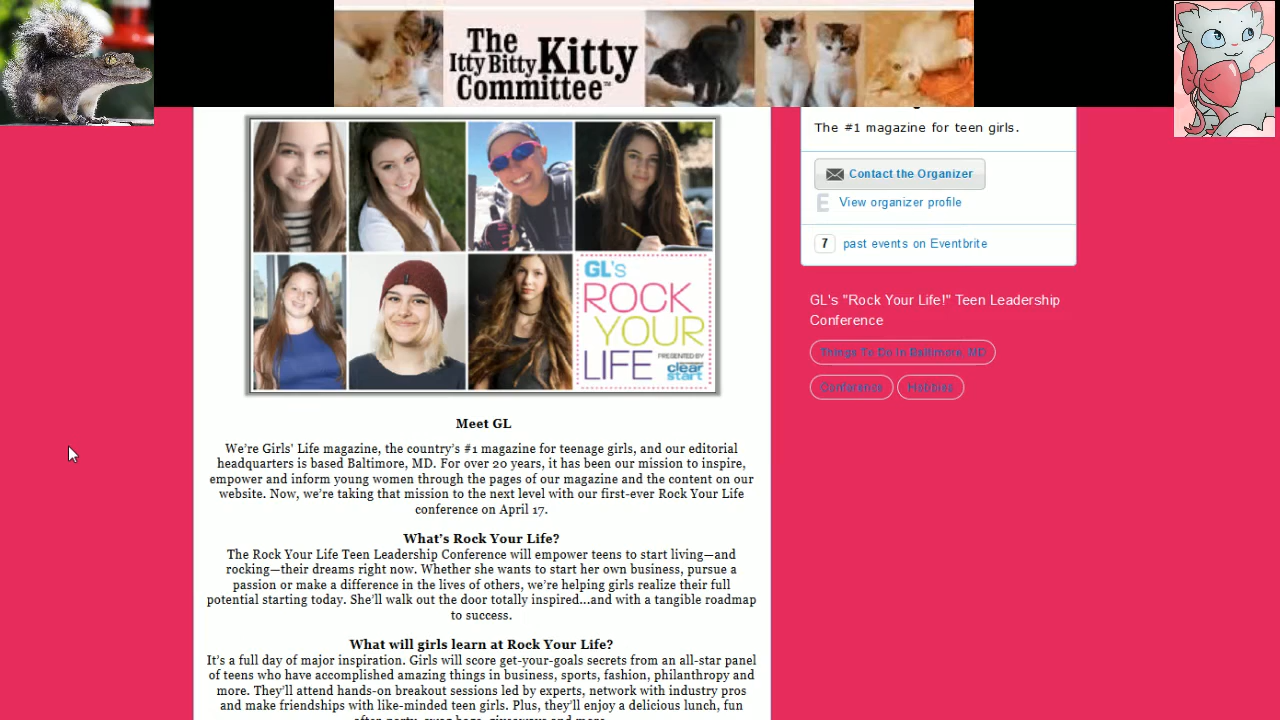 The
Itty Bitty Kitty
Committee™
The #1 magazine for teen girls.
Contact the Organizer
View organizer profile
7 past events on Eventbrite
GL's "Rock Your Life!" Teen Leadership
Conference
Things To Do In Baltimore, MD
Conference Hobbies
GL's
ROCK
YOUR
LIFE
PRESENTED BY
clear
start
Meet GL
We're Girls' Life magazine, the country's #1 magazine for teenage girls, and our editorial
headquarters is based Baltimore, MD. For over 20 years, it has been our mission to inspire,
empower and inform young women through the pages of our magazine and the content on our
website. Now, we're taking that mission to the next level with our first-ever Rock Your Life
conference on April 17.
What's Rock Your Life?
The Rock Your Life Teen Leadership Conference will empower teens to start living—and
rocking—their dreams right now. Whether she wants to start her own business, pursue a
passion or make a difference in the lives of others, we're helping girls realize their full
potential starting today. She'll walk out the door totally inspired...and with a tangible roadmap
to success.
What will girls learn at Rock Your Life?
It's a full day of major inspiration. Girls will score get-your-goals secrets from an all-star panel
of teens who have accomplished amazing things in business, sports, fashion, philanthropy and
more. They'll attend hands-on breakout sessions led by experts, network with industry pros
and make friendships with like-minded teen girls. Plus, they'll enjoy a delicious lunch, fun